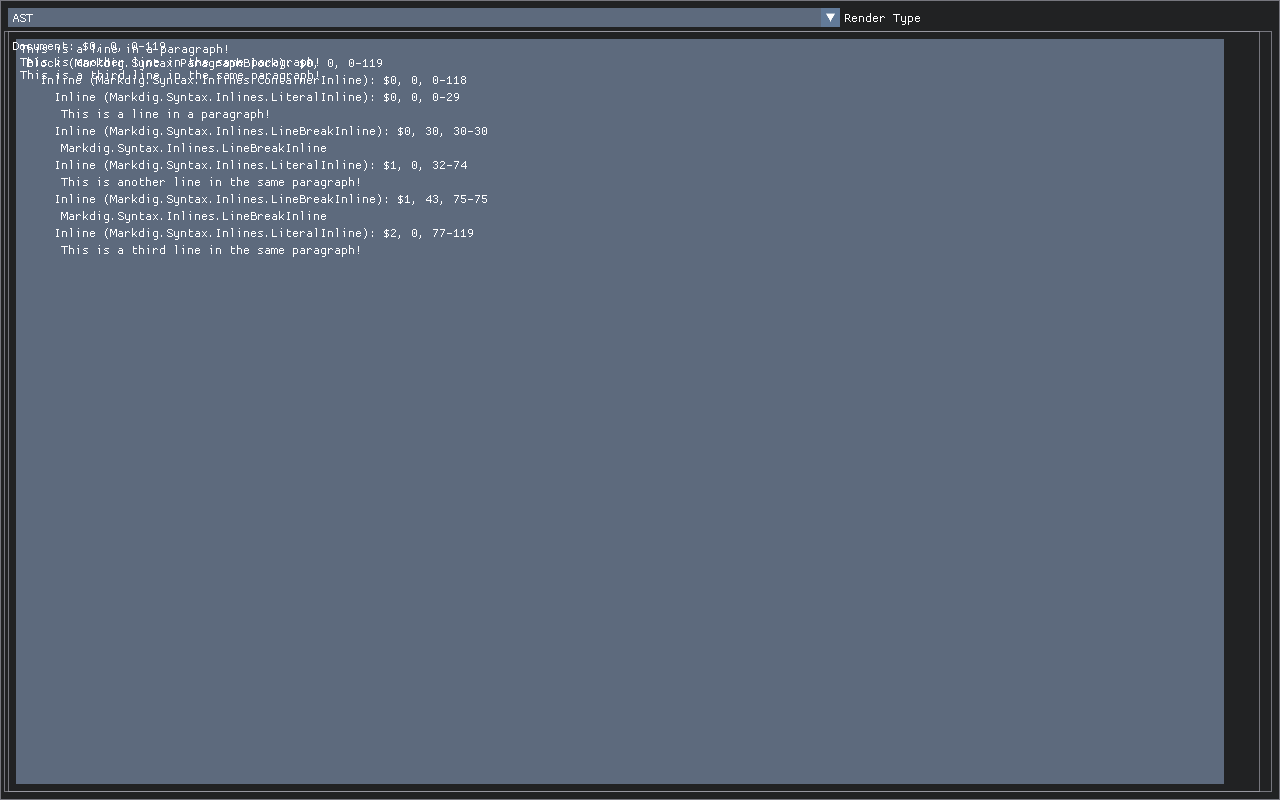 AST
Render Type
Document: $0, 0, 0-119
This is a line in a paragraph!
Block (Markdig.Syntax.ParagraphBlock): $0, 0, 0-119
This is another line in the same paragraph!
This is a third line in the same paragraph!
Inline (Markdig.Syntax.Inlines.ContainerInline): $0, 0, 0-118
Inline (Markdig.Syntax.Inlines.LiteralInline): $0, 0, 0-29
This is a line in a paragraph!
Inline (Markdig.Syntax.Inlines.LineBreakInline): $0, 30, 30-30
Markdig.Syntax.Inlines.LineBreakInline
Inline (Markdig.Syntax.Inlines.LiteralInline): $1, 0, 32-74
This is another line in the same paragraph!
Inline (Markdig.Syntax.Inlines.LineBreakInline): $1, 43, 75-75
Markdig.Syntax.Inlines.LineBreakInline
Inline (Markdig.Syntax.Inlines.LiteralInline): $2, 0, 77-119
This is a third line in the same paragraph!